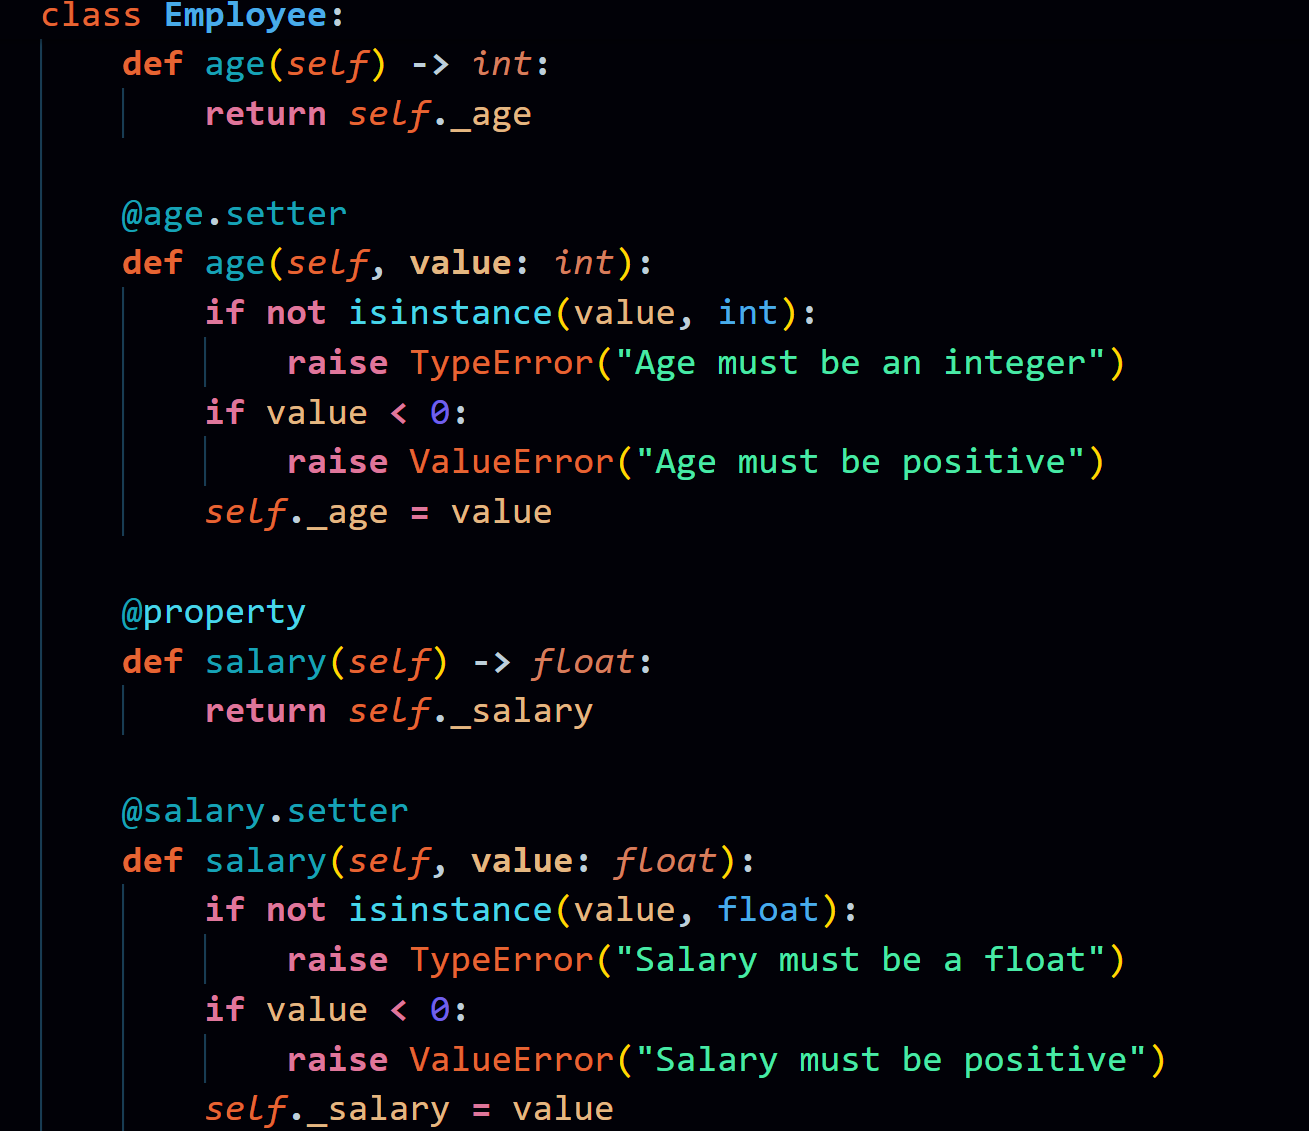 class Employee:
    def age(self) -> int:
        return self._age

    @age.setter
    def age(self, value: int):
        if not isinstance(value, int):
            raise TypeError("Age must be an integer")
        if value < 0:
            raise ValueError("Age must be positive")
        self._age = value

    @property
    def salary(self) -> float:
        return self._salary

    @salary.setter
    def salary(self, value: float):
        if not isinstance(value, float):
            raise TypeError("Salary must be a float")
        if value < 0:
            raise ValueError("Salary must be positive")
        self._salary = value